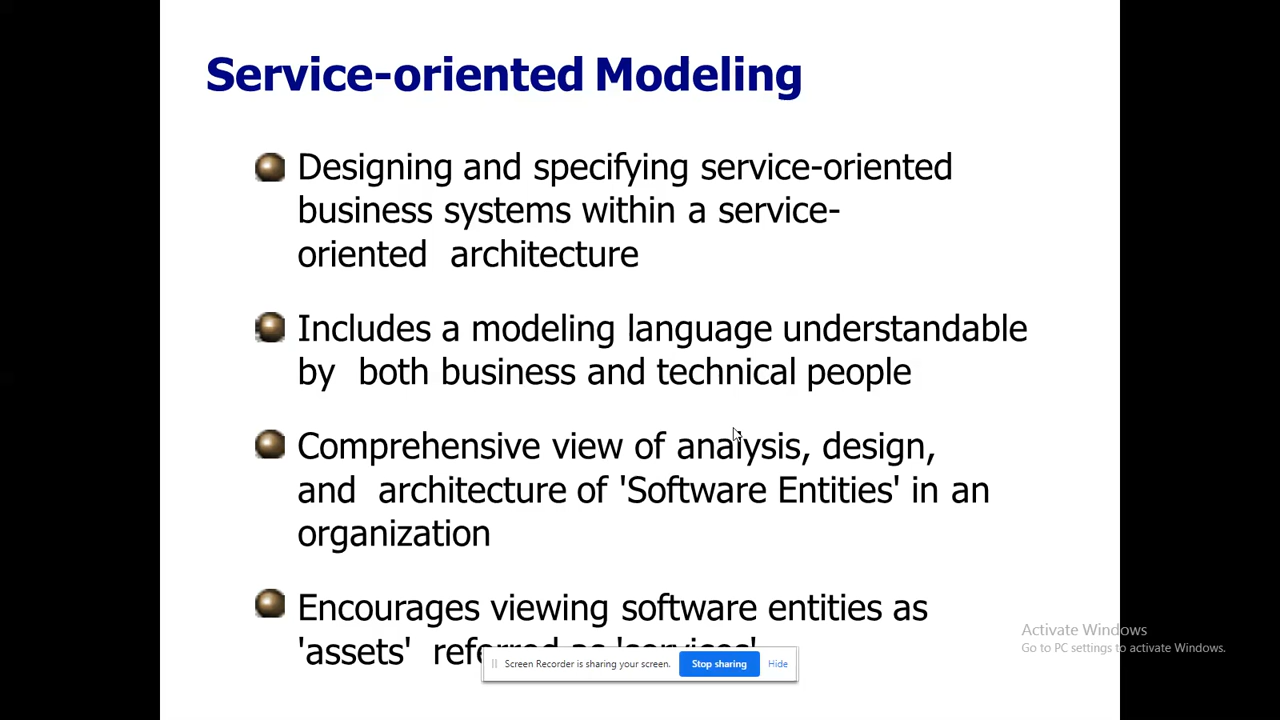 Service-oriented Modeling
Designing and specifying service-oriented
business systems within a service-
oriented architecture
Includes a modeling language understandable
by both business and technical people
Comprehensive view of analysis, design,
and architecture of 'Software Entities' in an
organization
Encourages viewing software entities as
'assets' referred as 'services'
Activate Windows
Go to PC settings to activate Windows.
Screen Recorder is sharing your screen.
Stop sharing
Hide